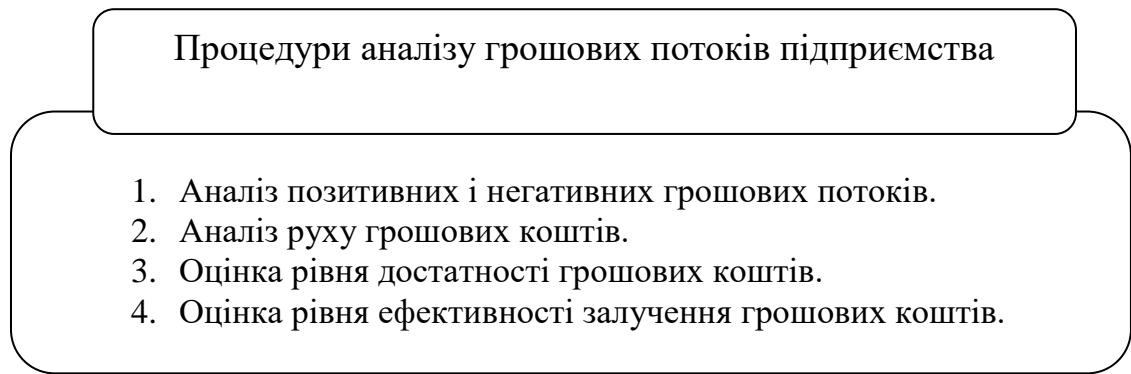 Процедури аналізу грошових потоків підприємства
1. Аналіз позитивних і негативних грошових потоків.
2. Аналіз руху грошових коштів.
3. Оцінка рівня достатності грошових коштів.
4. Оцінка рівня ефективності залучення грошових коштів.